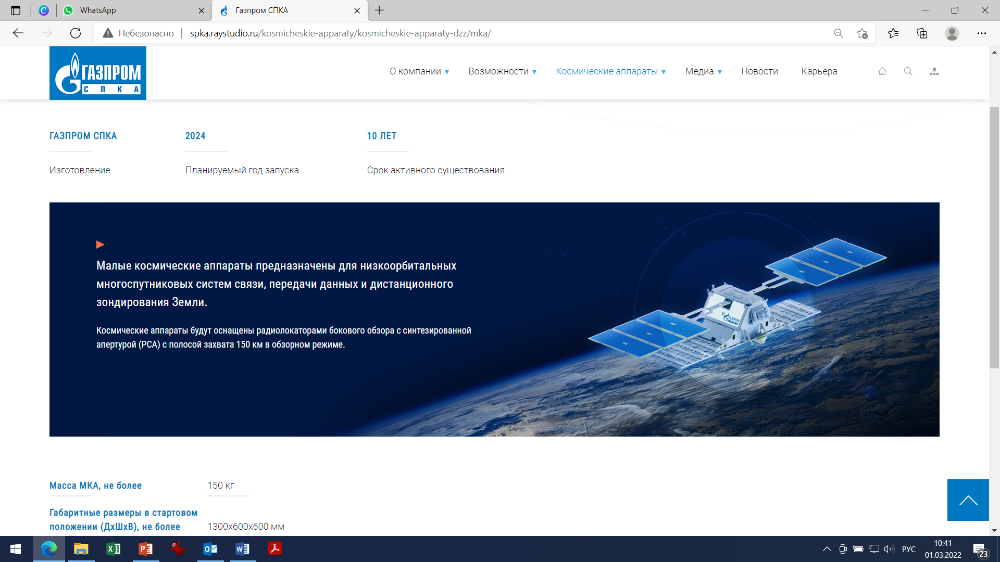 WhatsApp
Газпром СПКА
Небезопасно
spka.raystudio.ru/kosmicheskie-apparaty/kosmicheskie-apparaty-dzz/mka/
ГАЗПРОМ
СПКА
О компании
Возможности
Космические аппараты
Медиа
Новости
Карьера
ГАЗПРОМ СПКА
2024
10 ЛЕТ
Изготовление
Планируемый год запуска
Срок активного существования
Малые космические аппараты предназначены для низкоорбитальных
многоспутниковых систем связи, передачи данных и дистанционного
зондирования Земли.
Космические аппараты будут оснащены радиолокаторами бокового обзора с синтезированной
апертурой (РСА) с полосой захвата 150 км в обзорном режиме.
ГАЗПРОМ
Масса МКА, не более
150 кг
Габаритные размеры в стартовом
положении (ДхШхВ), не более
1300х600х600 мм
РУС
10:41
01.03.2022
23